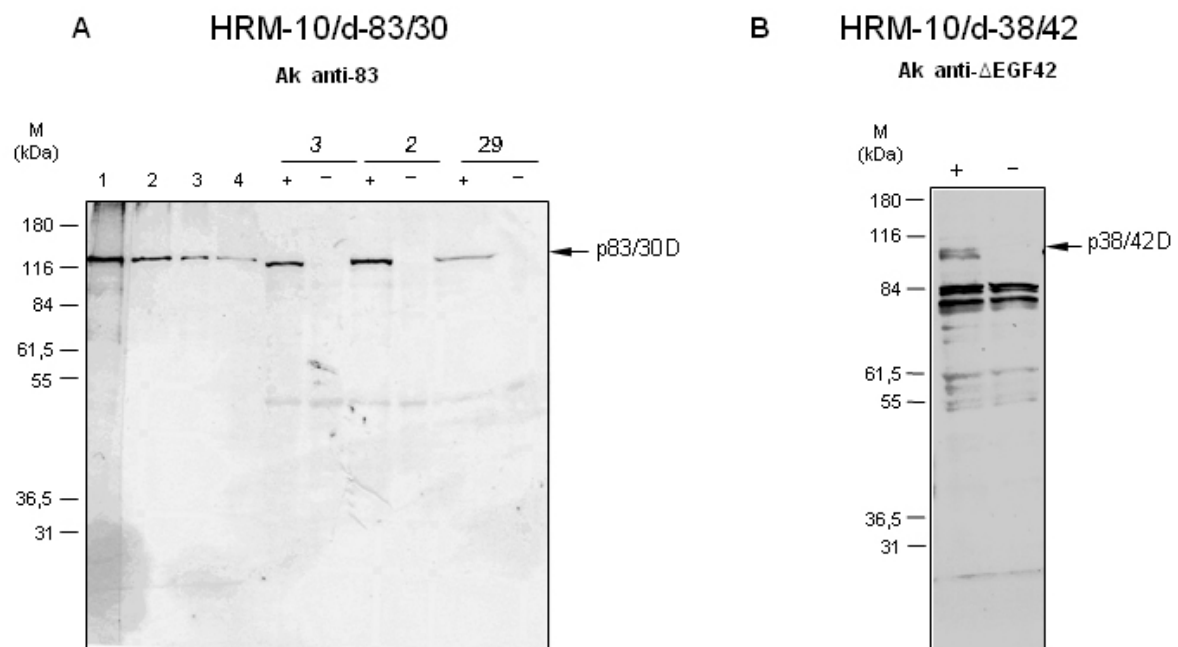 A HRM-10/d-83/30
Ak anti-83
M
(kDa)
3 2 29
1 2 3 4 + − + − + −
180
116
84
61,5
55
36,5
31
p83/30D
B HRM-10/d-38/42
Ak anti-ΔEGF42
M
(kDa)
+ −
180
116
84
61,5
55
36,5
31
p38/42D